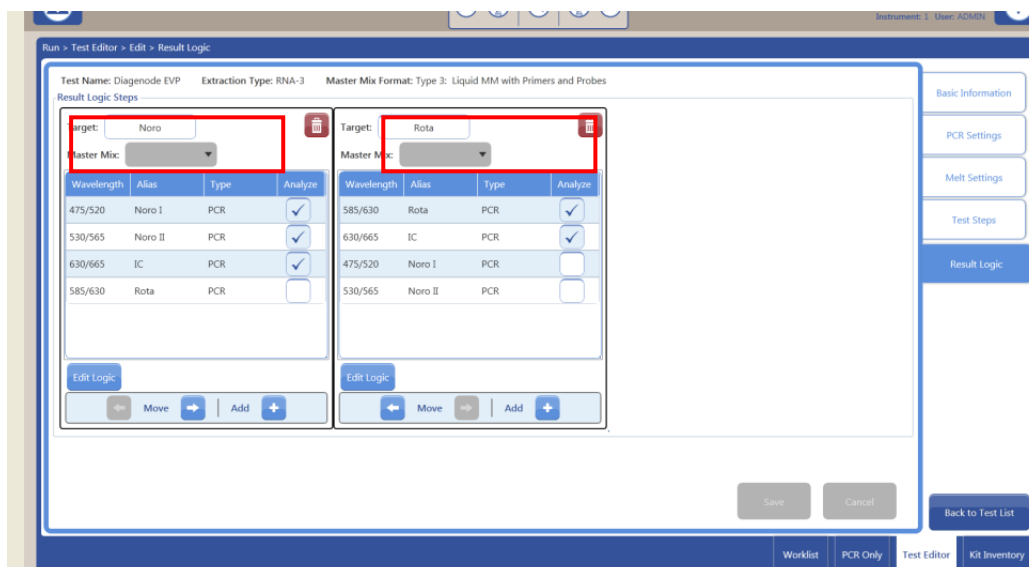 Instrument: 1 User: ADMIN
Run > Test Editor > Edit > Result Logic
Test Name: Diagenode EVP Extraction Type: RNA-3 Master Mix Format: Type 3: Liquid MM with Primers and Probes
Result Logic Steps
Target: Noro
Master Mix:
Wavelength Alias Type Analyze
475/520 Noro I PCR
530/565 Noro II PCR
630/665 IC PCR
585/630 Rota PCR
Edit Logic
Move Add
Target: Rota
Master Mix:
Wavelength Alias Type Analyze
585/630 Rota PCR
630/665 IC PCR
475/520 Noro I PCR
530/565 Noro II PCR
Edit Logic
Move Add
Basic Information
PCR Settings
Melt Settings
Test Steps
Result Logic
Save Cancel
Back to Test List
Worklist PCR Only Test Editor Kit Inventory